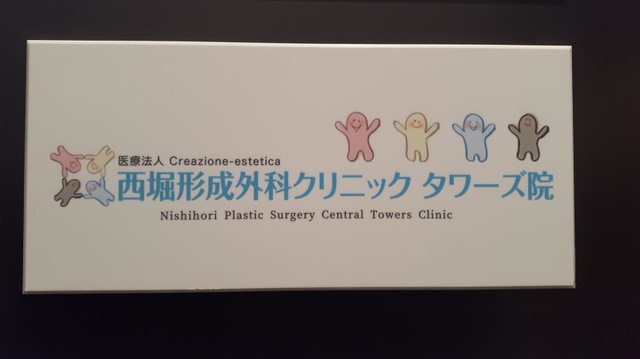 医療法人 Creazione-estetica
西堀形成外科クリニック タワーズ院
Nishihori Plastic Surgery Central Towers Clinic